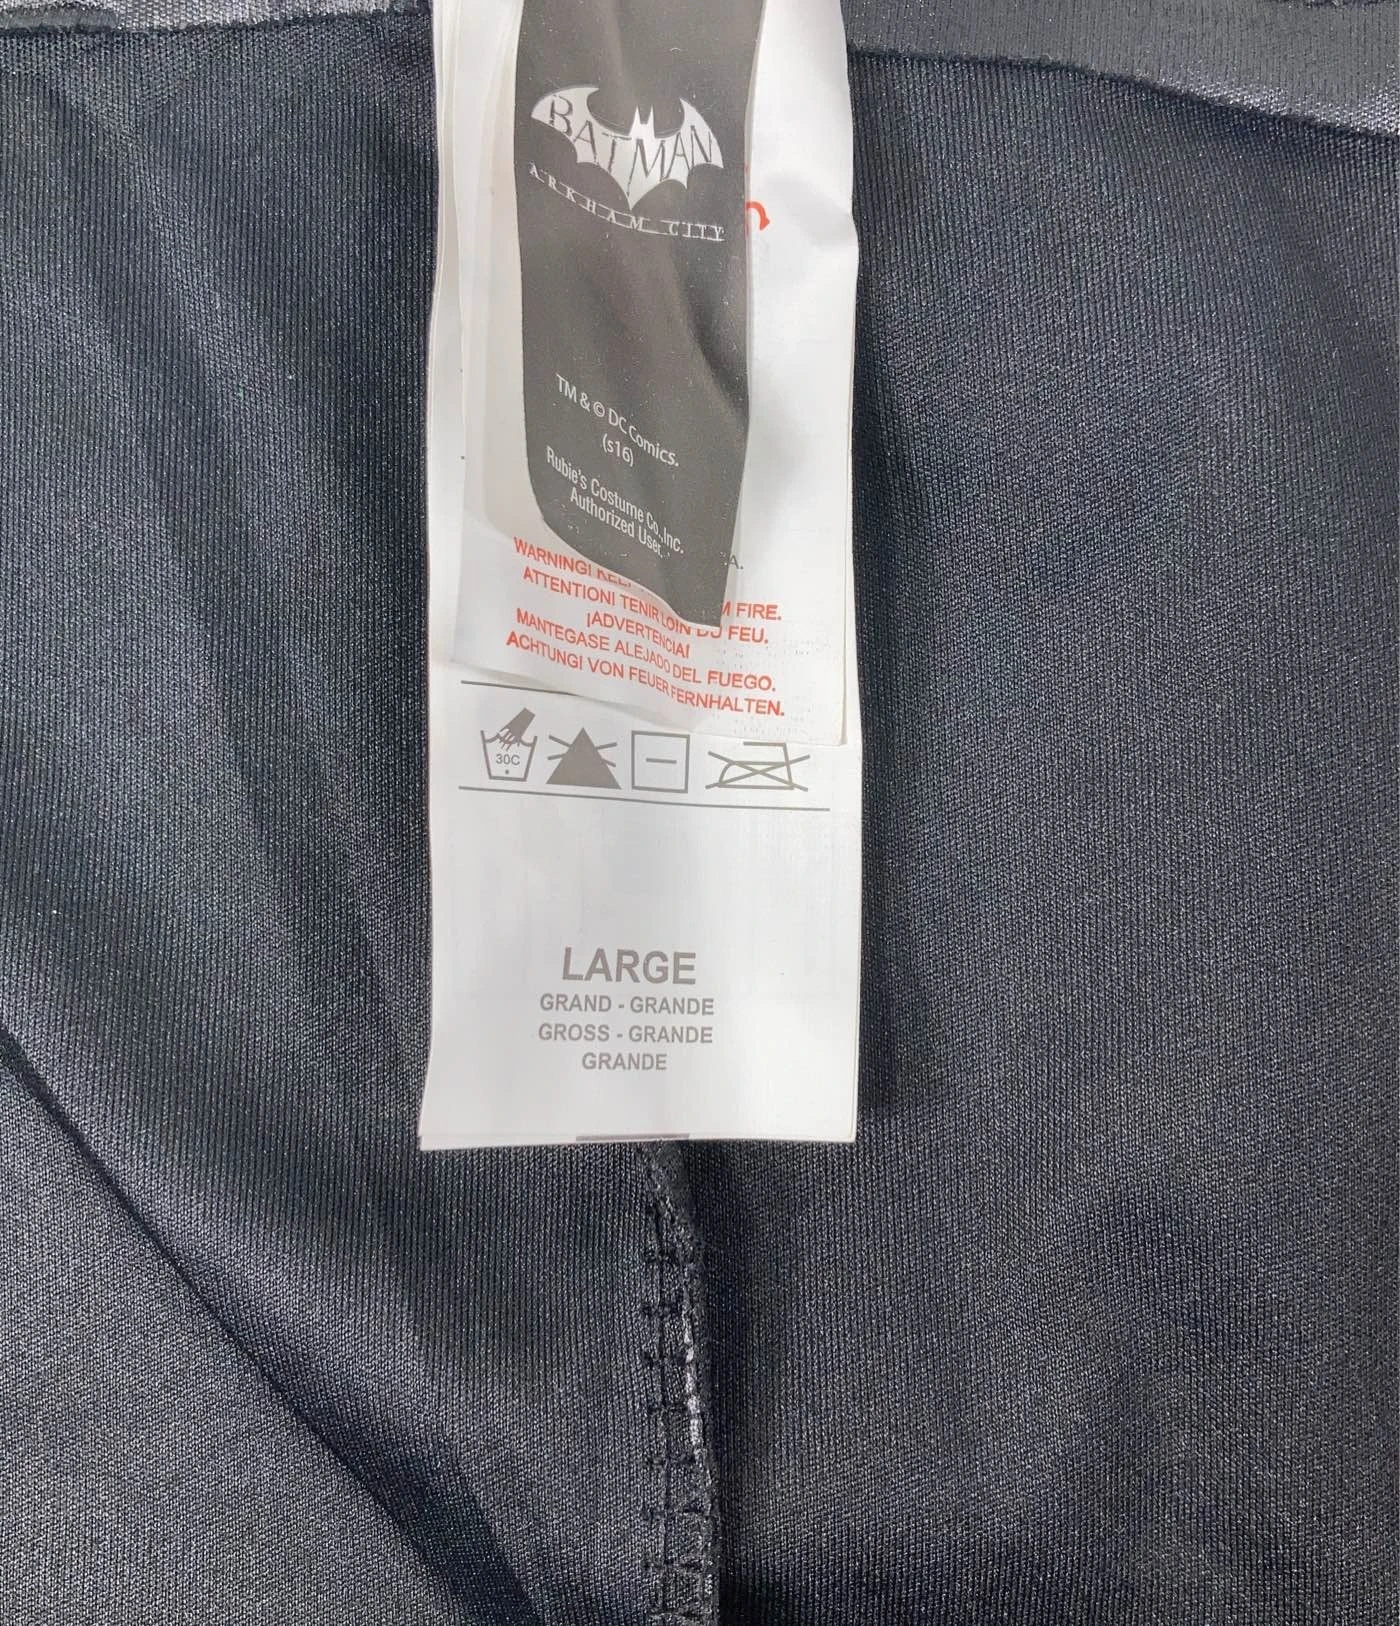 BATMAN
ARKHAM CITY
TM & © DC Comics.
(s16)
Rubie's Costume Co., Inc.
Authorized User.
A.
WARNING! FIRE.
ATTENTION! TENIR LOIN DU FEU.
¡ADVERTENCIA!
MANTEGASE ALEJADO DEL FUEGO.
ACHTUNG! VON FEUER FERNHALTEN.
30C
LARGE
GRAND - GRANDE
GROSS - GRANDE
GRANDE